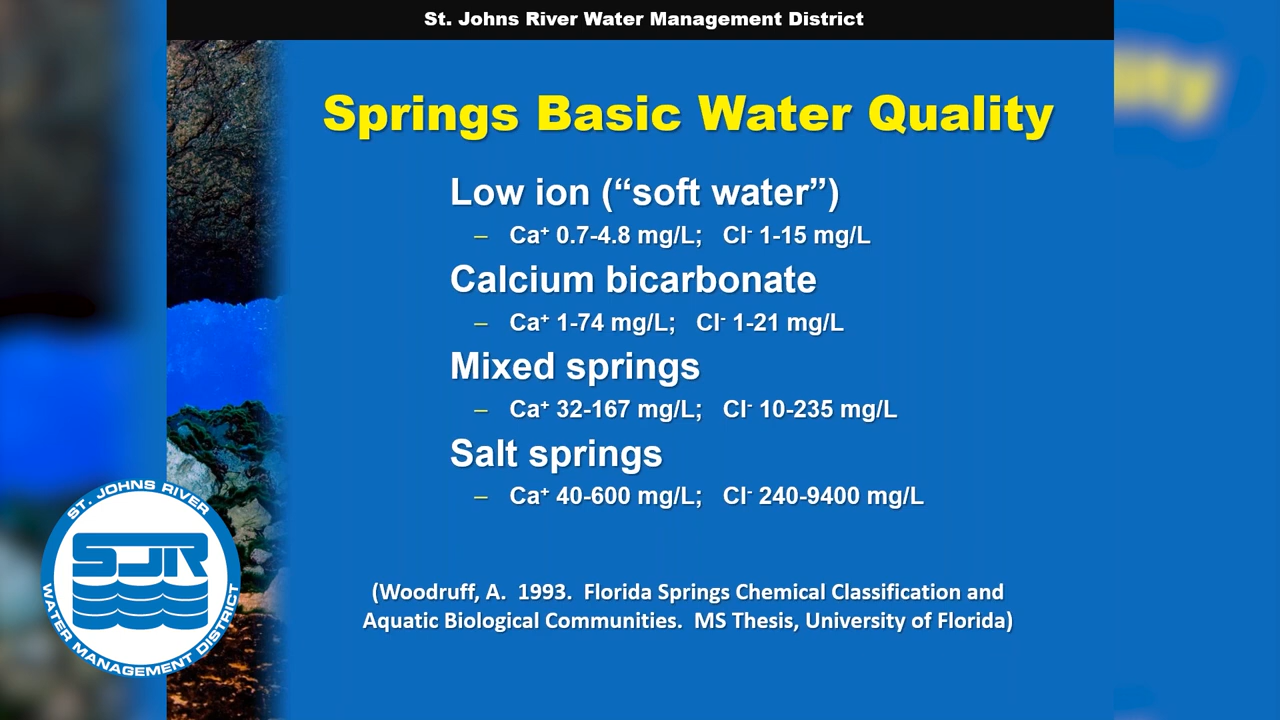 St. Johns River Water Management District
Springs Basic Water Quality
Low ion (“soft water”)
– Ca⁺ 0.7-4.8 mg/L; Cl⁻ 1-15 mg/L
Calcium bicarbonate
– Ca⁺ 1-74 mg/L; Cl⁻ 1-21 mg/L
Mixed springs
– Ca⁺ 32-167 mg/L; Cl⁻ 10-235 mg/L
Salt springs
– Ca⁺ 40-600 mg/L; Cl⁻ 240-9400 mg/L
(Woodruff, A. 1993. Florida Springs Chemical Classification and
Aquatic Biological Communities. MS Thesis, University of Florida)
ST. JOHNS RIVER
SJR
WATER MANAGEMENT DISTRICT